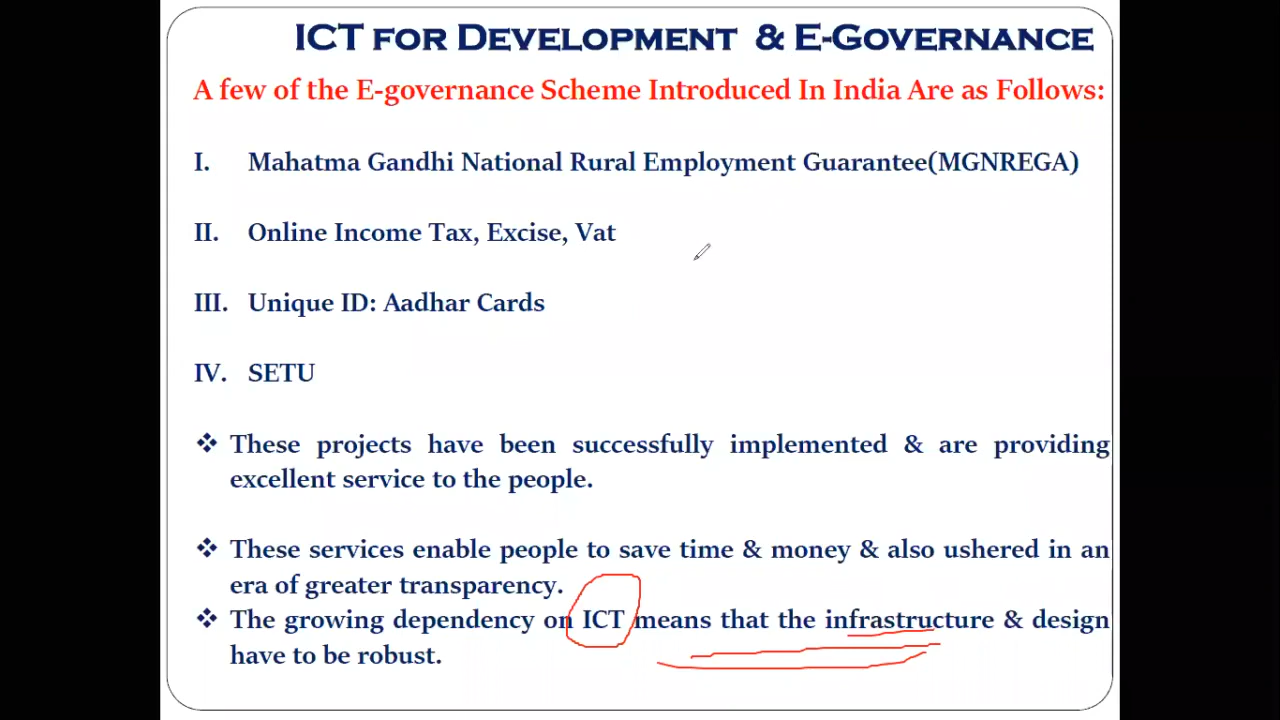 ICT FOR DEVELOPMENT & E-GOVERNANCE
A few of the E-governance Scheme Introduced In India Are as Follows:
I. Mahatma Gandhi National Rural Employment Guarantee(MGNREGA)
II. Online Income Tax, Excise, Vat
III. Unique ID: Aadhar Cards
IV. SETU
❖ These projects have been successfully implemented & are providing
excellent service to the people.
❖ These services enable people to save time & money & also ushered in an
era of greater transparency.
❖ The growing dependency on ICT means that the infrastructure & design
have to be robust.